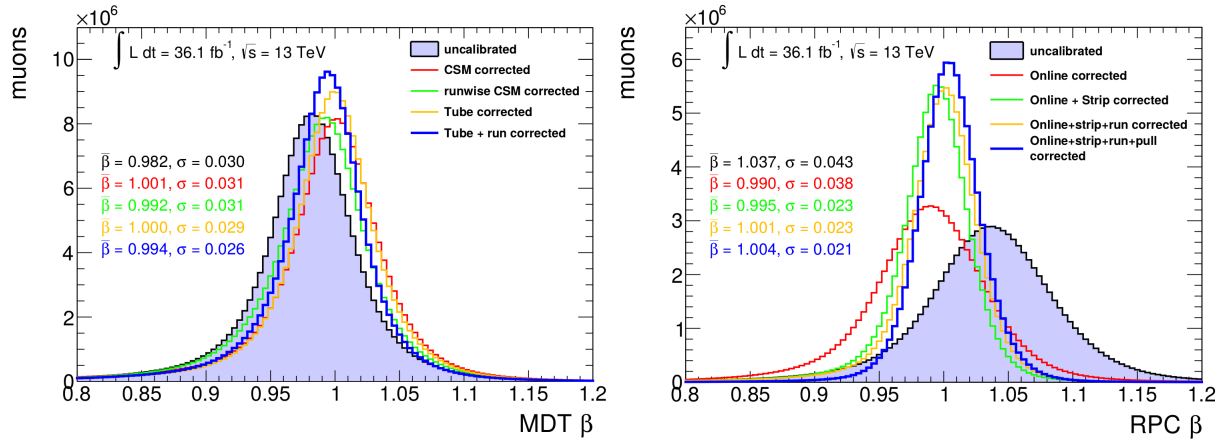 ×10⁶
muons
∫ L dt = 36.1 fb⁻¹, √s = 13 TeV
uncalibrated
CSM corrected
runwise CSM corrected
Tube corrected
Tube + run corrected
β̅ = 0.982, σ = 0.030
β̅ = 1.001, σ = 0.031
β̅ = 0.992, σ = 0.031
β̅ = 1.000, σ = 0.029
β̅ = 0.994, σ = 0.026
10
8
6
4
2
0
0.8 0.85 0.9 0.95 1 1.05 1.1 1.15 1.2
MDT β
×10⁶
muons
∫ L dt = 36.1 fb⁻¹, √s = 13 TeV
uncalibrated
Online corrected
Online + Strip corrected
Online+strip+run corrected
Online+strip+run+pull
corrected
β̅ = 1.037, σ = 0.043
β̅ = 0.990, σ = 0.038
β̅ = 0.995, σ = 0.023
β̅ = 1.001, σ = 0.023
β̅ = 1.004, σ = 0.021
6
5
4
3
2
1
0
0.8 0.85 0.9 0.95 1 1.05 1.1 1.15 1.2
RPC β